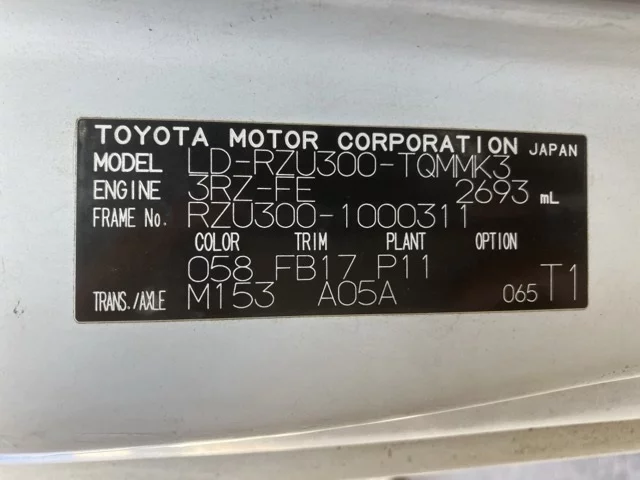 TOYOTA MOTOR CORPORATION JAPAN
MODEL LD-RZU300-TQMMK3
ENGINE 3RZ-FE 2693 mL
FRAME No. RZU300-1000311
COLOR TRIM PLANT OPTION
058 FB17 P11
TRANS./AXLE M153 A05A 065 T1